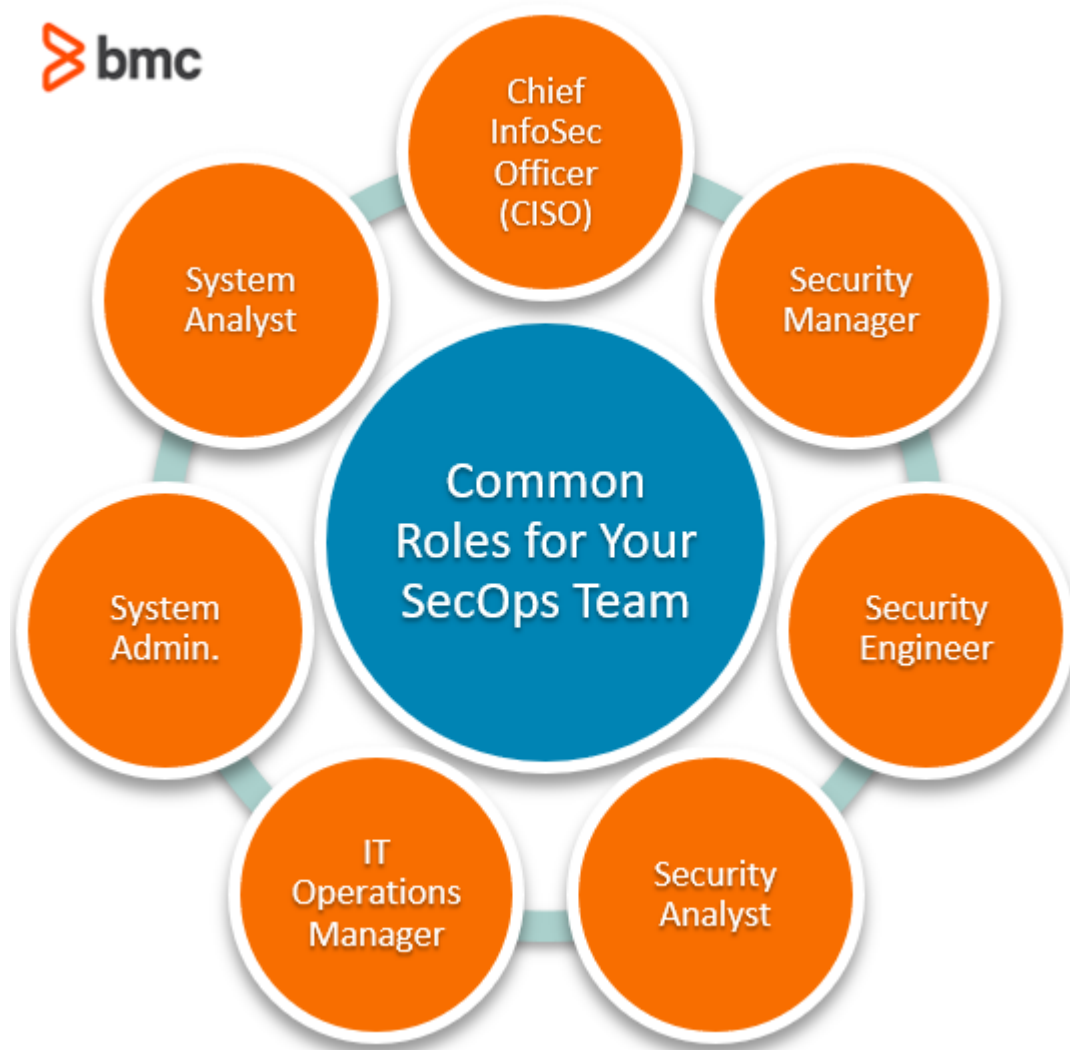 bmc
Chief
InfoSec
Officer
(CISO)
Security
Manager
Security
Engineer
Security
Analyst
IT
Operations
Manager
System
Admin.
System
Analyst
Common
Roles for Your
SecOps Team